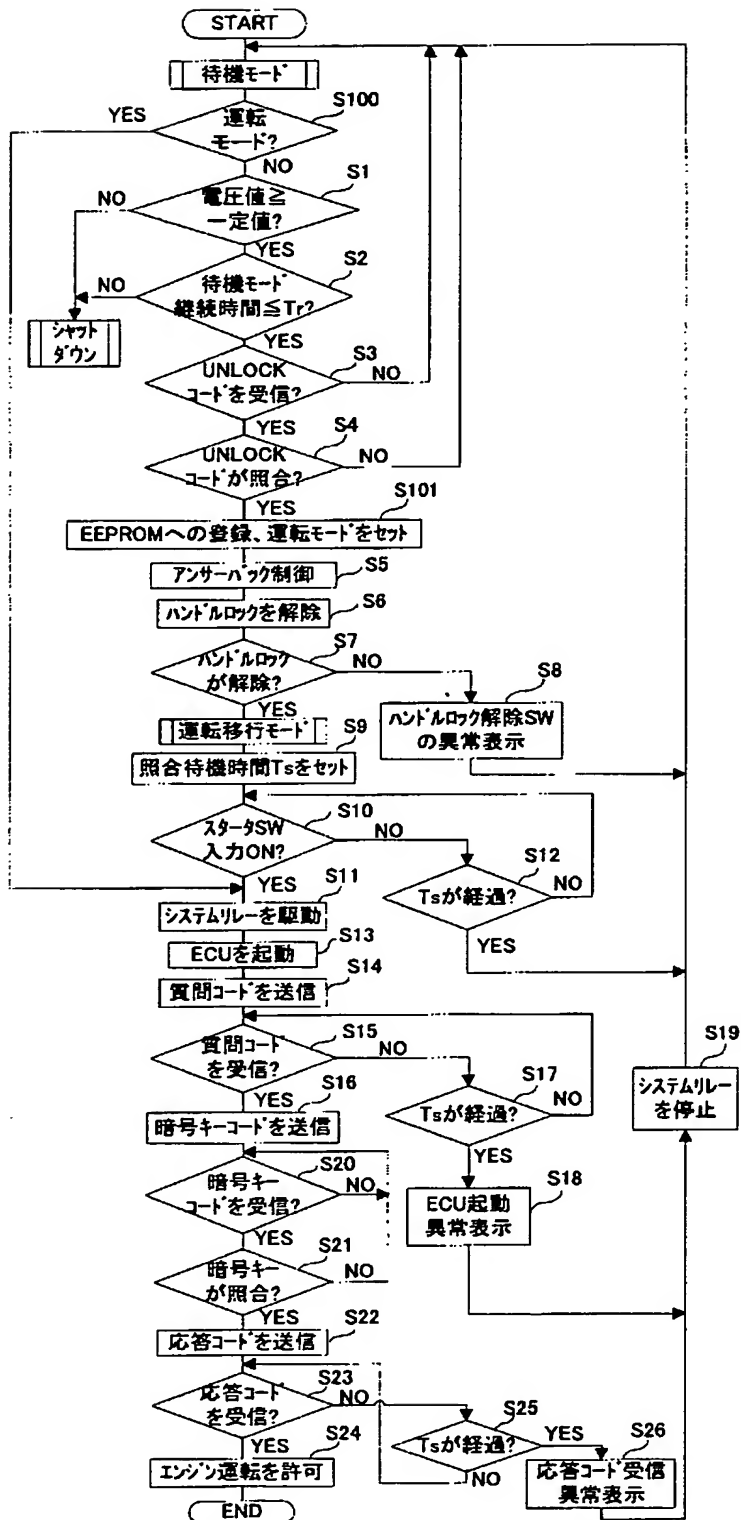 START
待機モード
S100
YES
運転
モード?
NO
S1
NO
電圧値≧
一定値?
YES
S2
NO
待機モード
継続時間≦Tr?
シャット
ダウン
YES
S3
UNLOCK
コードを受信?
NO
YES
S4
UNLOCK
コードが照合?
NO
YES
S101
EEPROMへの登録、運転モードをセット
アンサーバック制御
S5
ハンドルロックを解除
S6
S7
ハンドルロック
が解除?
NO
S8
ハンドルロック解除SW
の異常表示
YES
運転移行モード
S9
照合待機時間Tsをセット
S10
スタータSW
入力ON?
NO
S12
Tsが経過?
NO
YES
YES
S11
システムリレーを駆動
S13
ECUを起動
S14
質問コードを送信
S15
質問コード
を受信?
NO
S17
Tsが経過?
NO
S19
システムリレー
を停止
YES
S16
暗号キーコードを送信
YES
S18
ECU起動
異常表示
S20
暗号キー
コードを受信?
NO
YES
S21
暗号キー
が照合?
NO
YES
S22
応答コードを送信
S23
応答コード
を受信?
NO
S25
Tsが経過?
YES
NO
S26
応答コード受信
異常表示
YES
S24
エンジン運転を許可
END